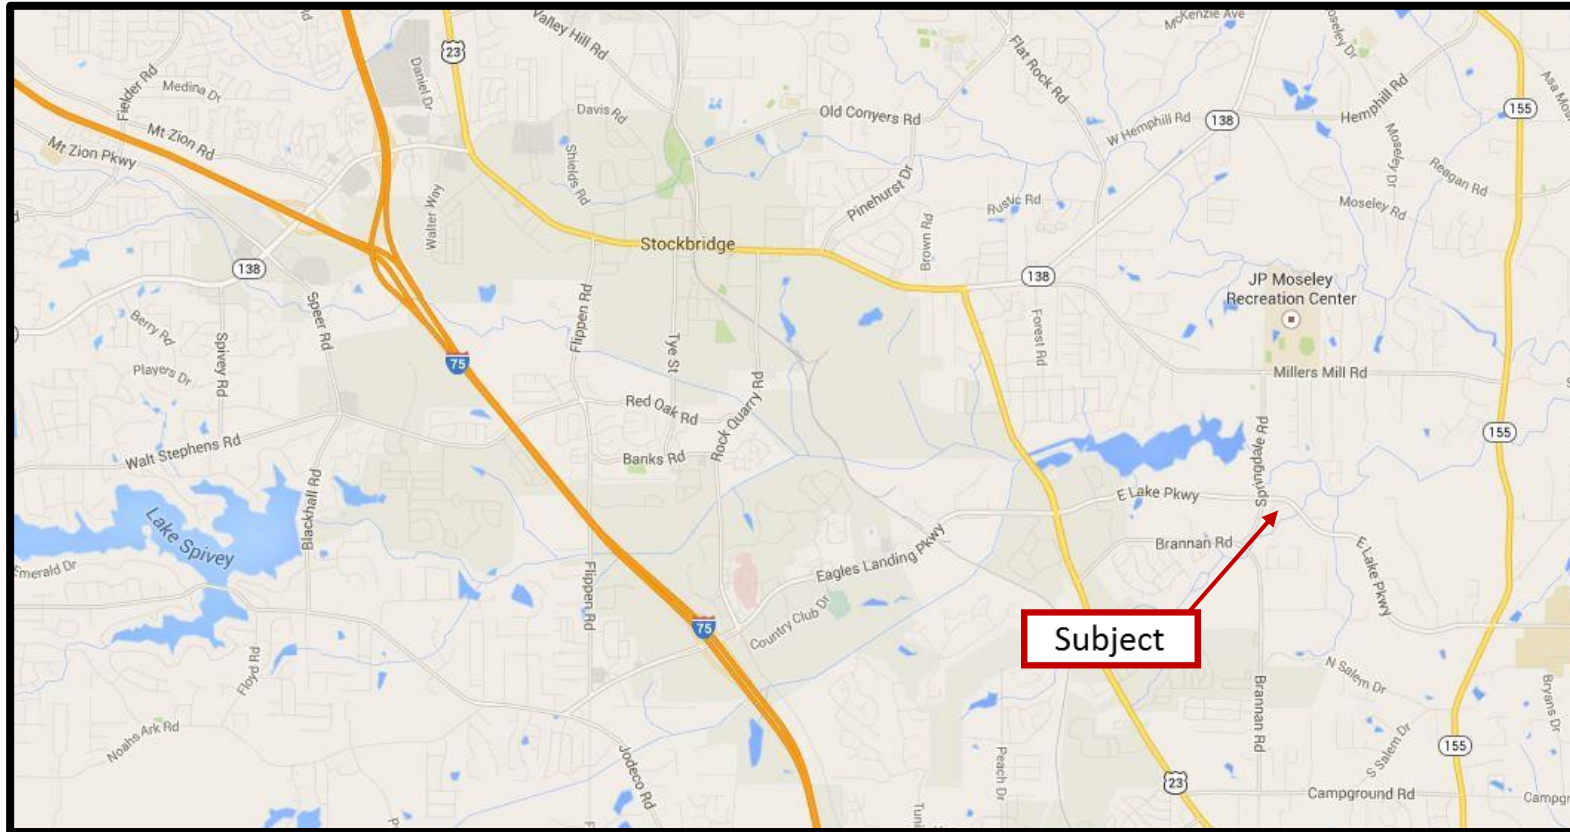 McKenzie Ave
Valley Hill Rd
23
Daniel Dr
Fielder Rd
Medina Dr
Flat Rock Rd
Moseley Dr
Hemphill Rd
155
Davis Rd
Old Conyers Rd
W Hemphill Rd
138
Mt Zion Rd
Mt Zion Pkwy
Shields Rd
Moseley Dr
Reagan Rd
Walter Way
Pinehurst Dr
Rustic Rd
Moseley Rd
Brown Rd
Stockbridge
138
138
JP Moseley
Recreation Center
Speer Rd
Flippen Rd
Berry Rd
Spivey Rd
Tye St
Forest Rd
75
Players Dr
Millers Mill Rd
Red Oak Rd
Rock Quarry Rd
Walt Stephens Rd
Banks Rd
Springdale Rd
155
Blackhall Rd
E Lake Pkwy
Lake Spivey
Brannan Rd
Emerald Dr
Eagles Landing Pkwy
E Lake Pkwy
Flippen Rd
Country Club Dr
75
Subject
Floyd Rd
N Salem Dr
Noahs Ark Rd
Brannan Rd
Bryans Dr
Jodeco Rd
Peach Dr
S Salem Dr
155
23
Campground Rd